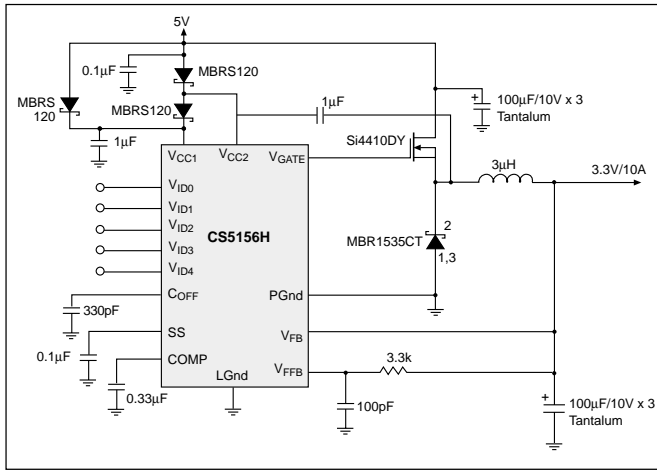 5V
0.1μF
MBRS120
MBRS
120
MBRS120
1μF
1μF
100μF/10V x 3
Tantalum
Si4410DY
3μH
3.3V/10A
VCC1
VCC2
VGATE
VID0
VID1
VID2
VID3
VID4
CS5156H
2
MBR1535CT
1,3
COFF
PGnd
330pF
SS
VFB
0.1μF
COMP
VFFB
3.3k
LGnd
0.33μF
100pF
100μF/10V x 3
Tantalum